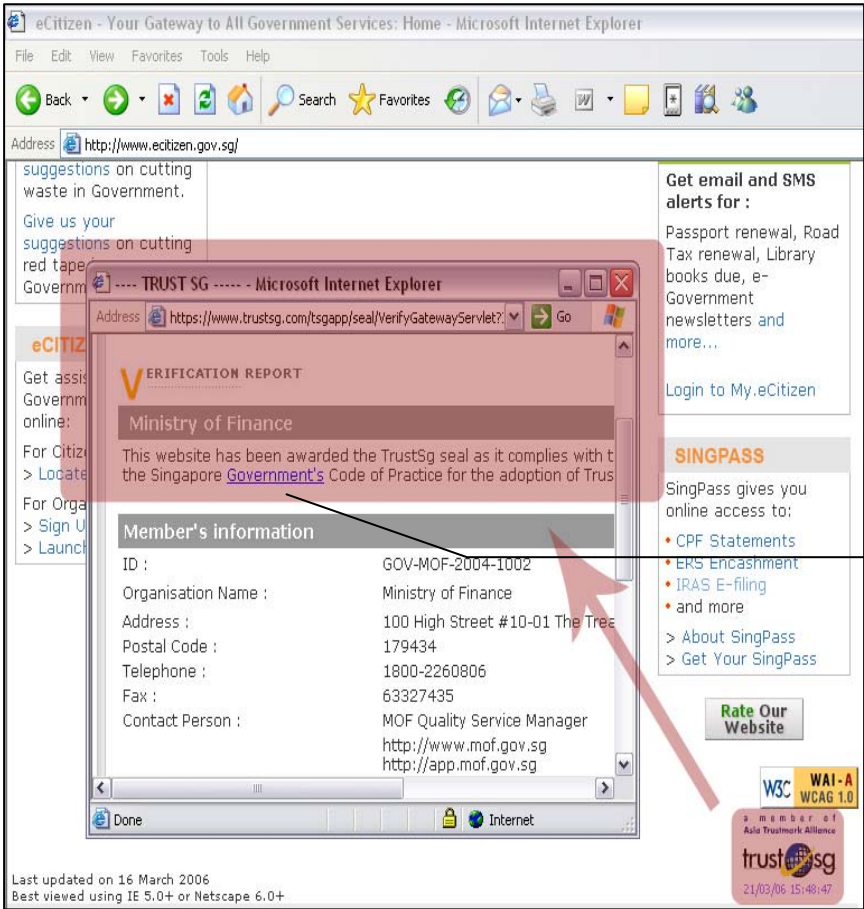 eCitizen - Your Gateway to All Government Services: Home - Microsoft Internet Explorer
File Edit View Favorites Tools Help
Back Search Favorites
Address http://www.ecitizen.gov.sg/
suggestions on cutting
waste in Government.
Give us your
suggestions on cutting
red tape
Governm
eCITIZ
Get assis
Governm
online:
For Citiz
> Locate
For Orga
> Sign U
> Launch
---- TRUST SG ----- - Microsoft Internet Explorer
Address https://www.trustsg.com/tsgapp/seal/VerifyGatewayServlet?: Go
VERIFICATION REPORT
Ministry of Finance
This website has been awarded the TrustSg seal as it complies with t
the Singapore Government's Code of Practice for the adoption of Trus
Member's information
ID : GOV-MOF-2004-1002
Organisation Name : Ministry of Finance
Address : 100 High Street #10-01 The Trea
Postal Code : 179434
Telephone : 1800-2260806
Fax : 63327435
Contact Person : MOF Quality Service Manager
http://www.mof.gov.sg
http://app.mof.gov.sg
Done Internet
Get email and SMS
alerts for :
Passport renewal, Road
Tax renewal, Library
books due, e-
Government
newsletters and
more...
Login to My.eCitizen
SINGPASS
SingPass gives you
online access to:
• CPF Statements
• ERS Encashment
• IRAS E-filing
• and more
> About SingPass
> Get Your SingPass
Rate Our
Website
W3C WAI-A
WCAG 1.0
a member of
Asia Trustmark Alliance
trustsg
21/03/06 15:48:47
Last updated on 16 March 2006
Best viewed using IE 5.0+ or Netscape 6.0+